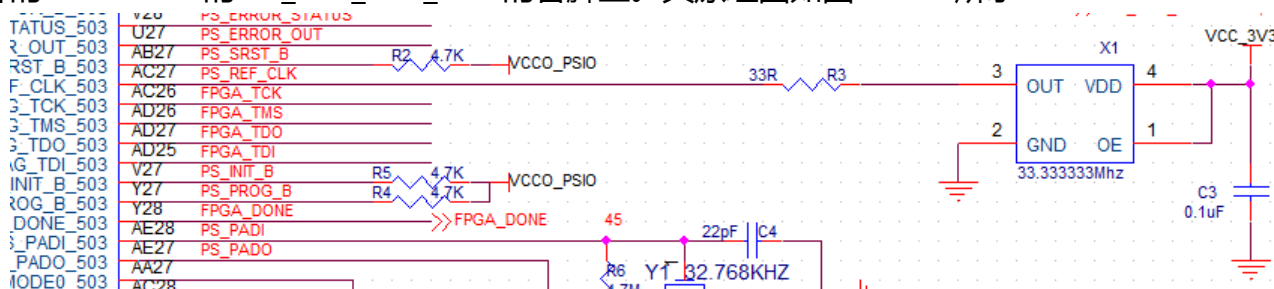 V28 PS_ERROR_STATUS
TATUS_503 U27 PS_ERROR_OUT
R_OUT_503 AB27 PS_SRST_B R2 4.7K VCCO_PSIO
RST_B_503 AC27 PS_REF_CLK
F_CLK_503 AC26 FPGA_TCK
G_TCK_503 AD26 FPGA_TMS
G_TMS_503 AD27 FPGA_TDO
G_TDO_503 AD25 FPGA_TDI
AG_TDI_503 V27 PS_INIT_B R5 4.7K VCCO_PSIO
INIT_B_503 Y27 PS_PROG_B R4 4.7K
ROG_B_503 Y28 FPGA_DONE FPGA_DONE 45
DONE_503 AE28 PS_PADI
S_PADI_503 AE27 PS_PADO
_PADO_503 AA27
MODE0_503 AC28
33R R3
X1 VCC_3V3
3 OUT VDD 4
2 GND OE 1
33.333333Mhz
C3
0.1uF
22pF C4
R6 Y1 32.768KHZ
4.7M